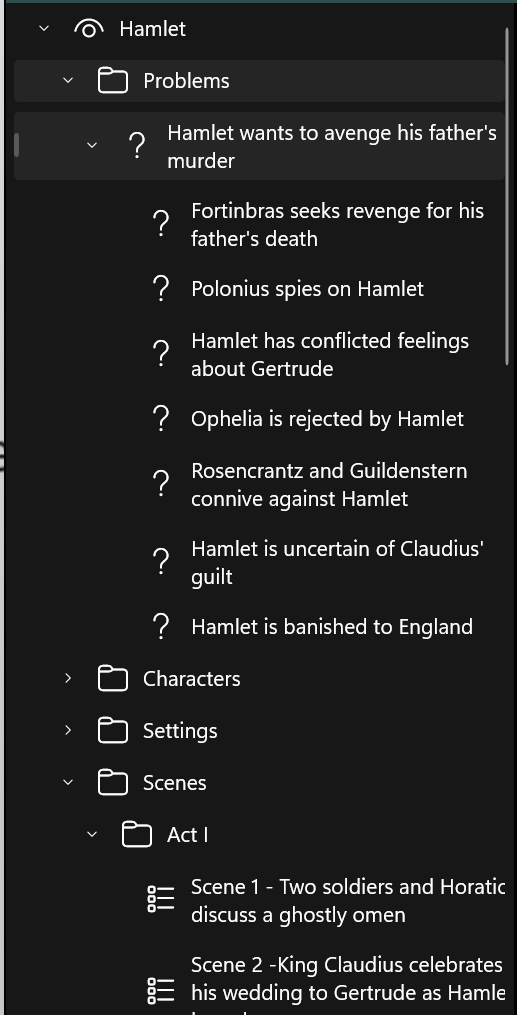 Hamlet
Problems
Hamlet wants to avenge his father's
murder
Fortinbras seeks revenge for his
father's death
Polonius spies on Hamlet
Hamlet has conflicted feelings
about Gertrude
Ophelia is rejected by Hamlet
Rosencrantz and Guildenstern
connive against Hamlet
Hamlet is uncertain of Claudius'
guilt
Hamlet is banished to England
Characters
Settings
Scenes
Act I
Scene 1 - Two soldiers and Horatic
discuss a ghostly omen
Scene 2 -King Claudius celebrates
his wedding to Gertrude as Hamle